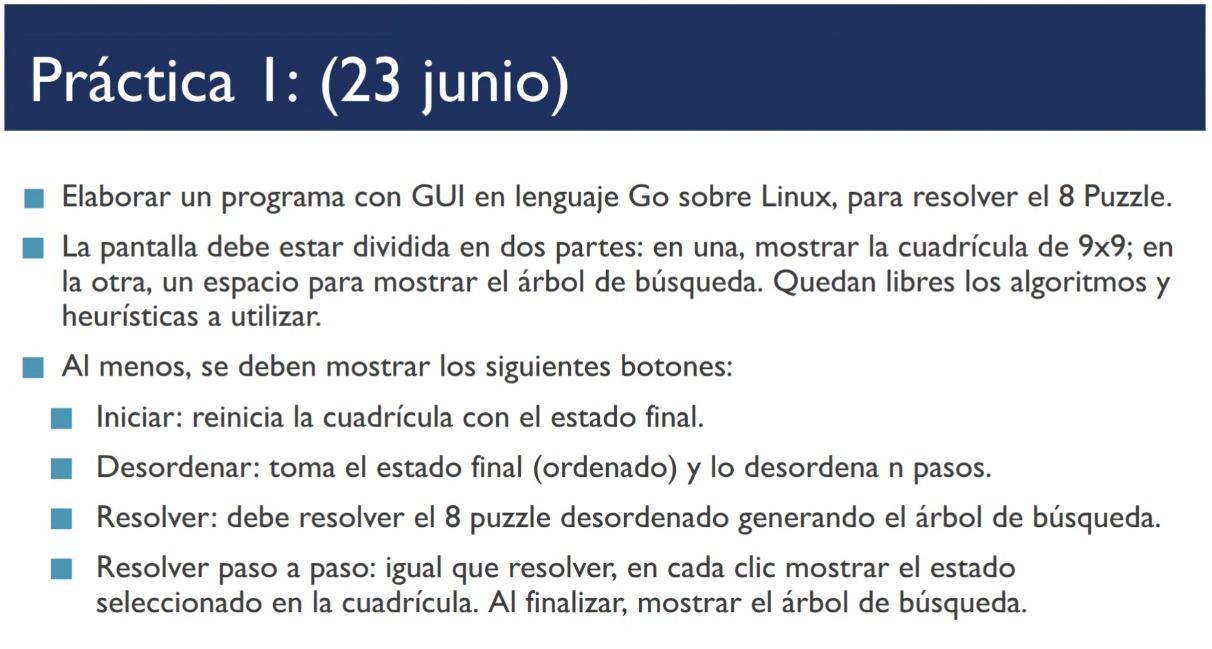 Práctica 1: (23 junio)
Elaborar un programa con GUI en lenguaje Go sobre Linux, para resolver el 8 Puzzle.
La pantalla debe estar dividida en dos partes: en una, mostrar la cuadrícula de 9x9; en
la otra, un espacio para mostrar el árbol de búsqueda. Quedan libres los algoritmos y
heurísticas a utilizar.
Al menos, se deben mostrar los siguientes botones:
Iniciar: reinicia la cuadrícula con el estado final.
Desordenar: toma el estado final (ordenado) y lo desordena n pasos.
Resolver: debe resolver el 8 puzzle desordenado generando el árbol de búsqueda.
Resolver paso a paso: igual que resolver, en cada clic mostrar el estado
seleccionado en la cuadrícula. Al finalizar, mostrar el árbol de búsqueda.